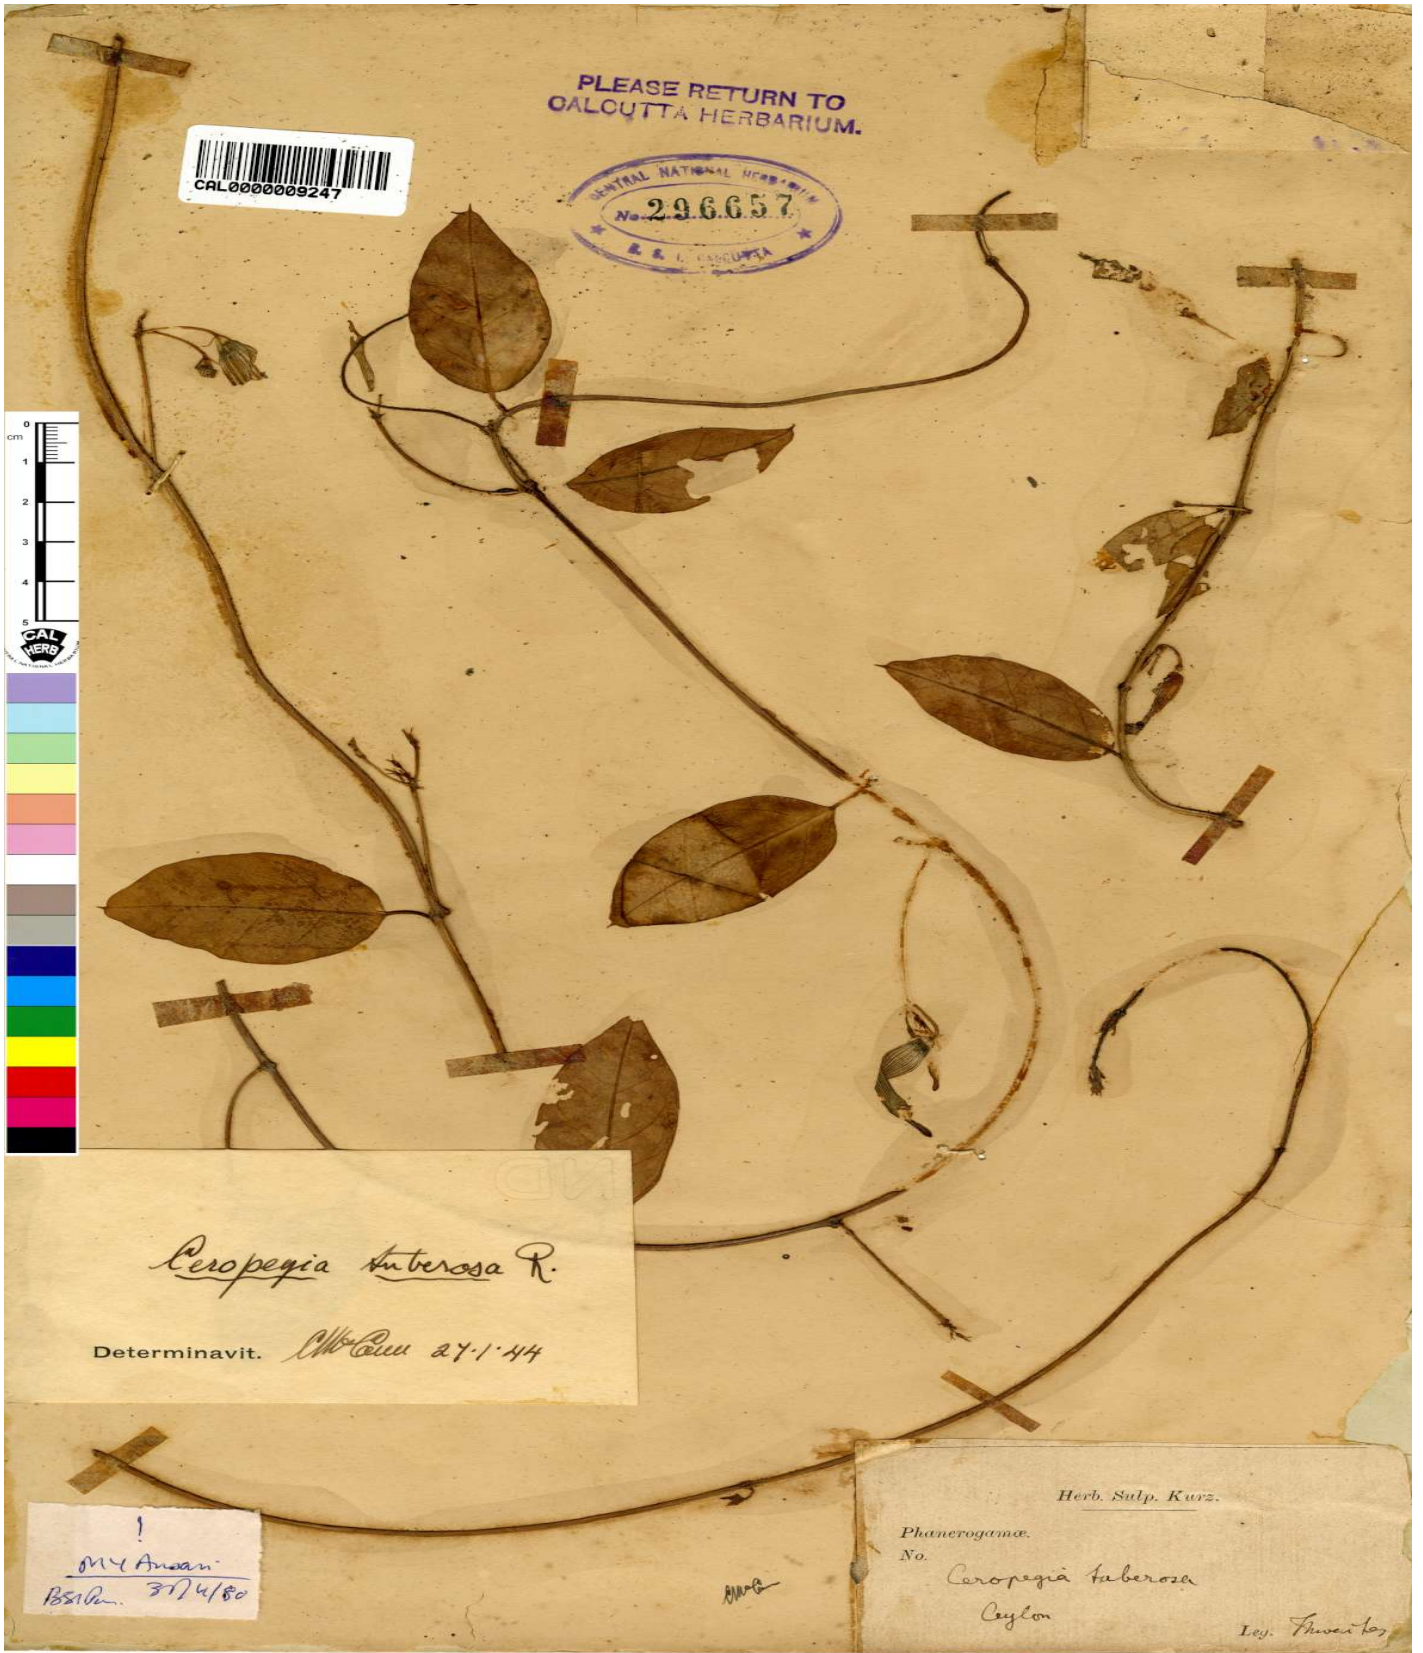 PLEASE RETURN TO
CALCUTTA HERBARIUM.
CAL0000009247
CENTRAL NATIONAL HERBARIUM
No 296657
B. S. I. CALCUTTA
0
cm
1
2
3
4
5
CAL
HERB
Ceropegia tuberosa R.
Determinavit. CMcCann 27.1.44
!
M Y Ansari
30/4/80
Herb. Sulp. Kurz.
Phanerogamæ.
No.
Ceropegia tuberosa
Ceylon
Leg. Thwaites